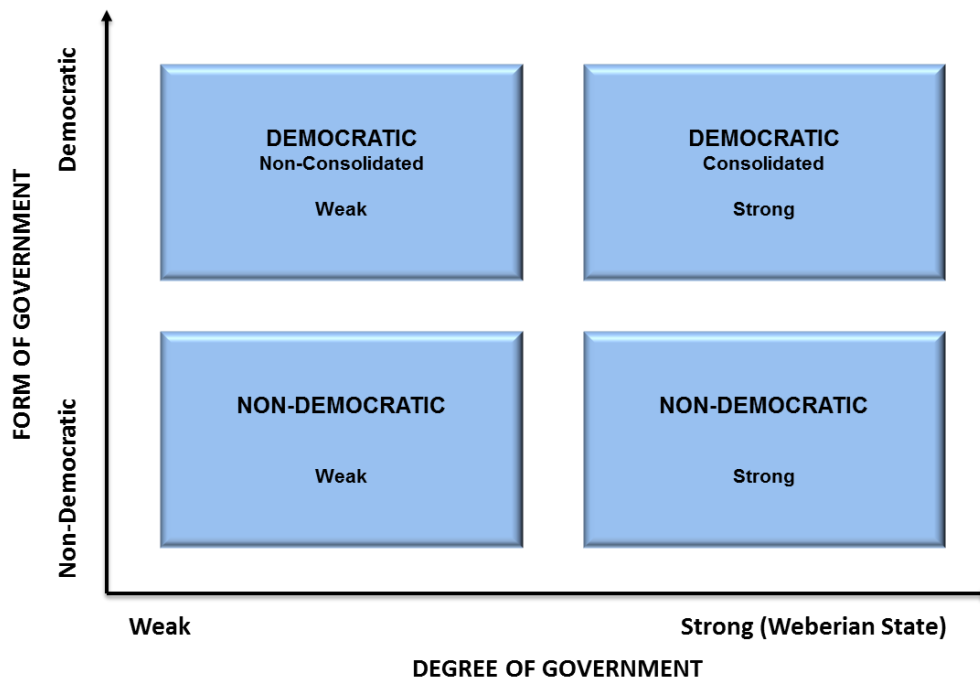 FORM OF GOVERNMENT
Democratic
Non-Democratic
DEMOCRATIC
Non-Consolidated
Weak
DEMOCRATIC
Consolidated
Strong
NON-DEMOCRATIC
Weak
NON-DEMOCRATIC
Strong
Weak
Strong (Weberian State)
DEGREE OF GOVERNMENT